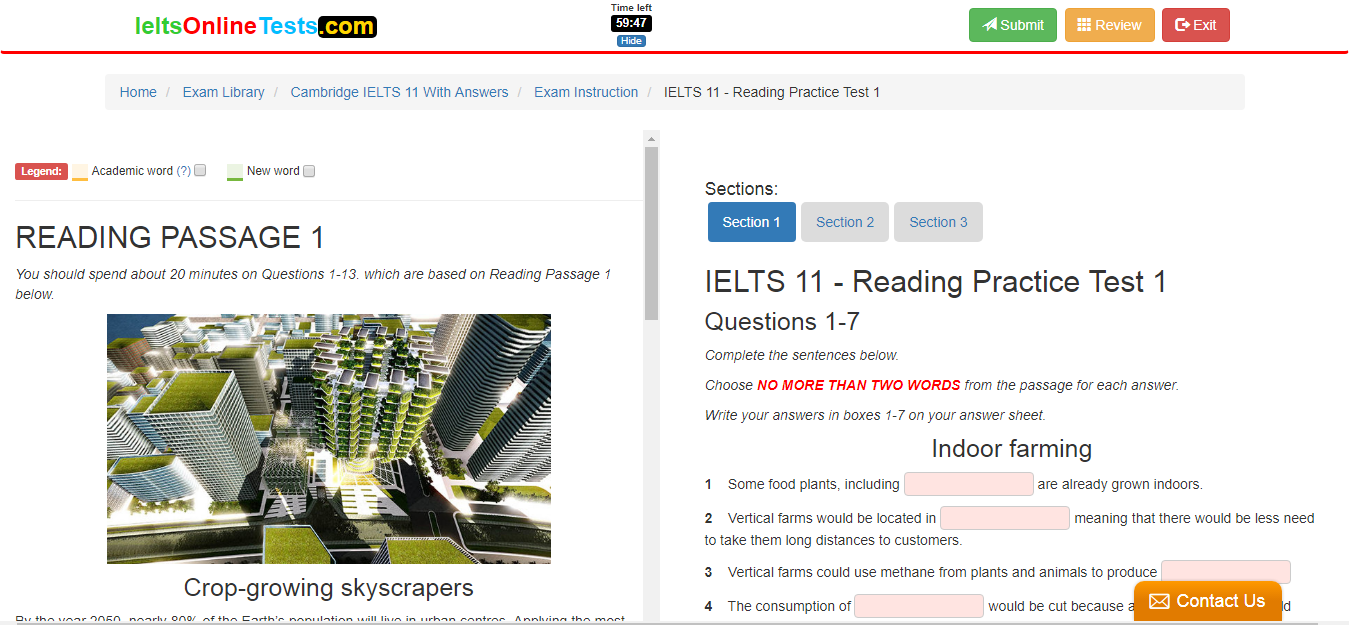 IeltsOnlineTests.com
Time left
59:47
Hide
Submit
Review
Exit
Home / Exam Library / Cambridge IELTS 11 With Answers / Exam Instruction / IELTS 11 - Reading Practice Test 1
Legend: Academic word (?) New word
READING PASSAGE 1
You should spend about 20 minutes on Questions 1-13. which are based on Reading Passage 1
below.
Crop-growing skyscrapers
By the year 2050, nearly 80% of the Earth's population will live in urban centres. Applying the most
Sections:
Section 1 Section 2 Section 3
IELTS 11 - Reading Practice Test 1
Questions 1-7
Complete the sentences below.
Choose NO MORE THAN TWO WORDS from the passage for each answer.
Write your answers in boxes 1-7 on your answer sheet.
Indoor farming
1 Some food plants, including are already grown indoors.
2 Vertical farms would be located in meaning that there would be less need
to take them long distances to customers.
3 Vertical farms could use methane from plants and animals to produce
4 The consumption of would be cut because
Contact Us